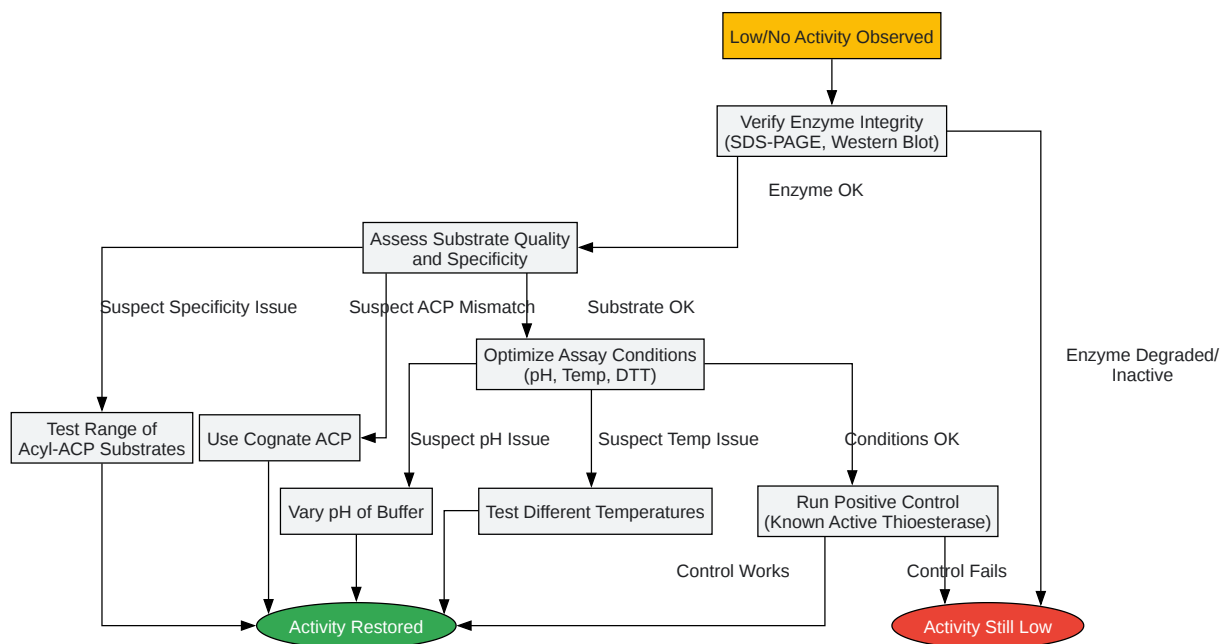 Low/No Activity Observed
Verify Enzyme Integrity
(SDS-PAGE, Western Blot)
Enzyme OK
Assess Substrate Quality
and Specificity
Suspect Specificity Issue
Suspect ACP Mismatch
Substrate OK
Optimize Assay Conditions
(pH, Temp, DTT)
Enzyme Degraded/
Inactive
Test Range of
Acyl-ACP Substrates
Use Cognate ACP
Suspect pH Issue
Suspect Temp Issue
Conditions OK
Vary pH of Buffer
Test Different Temperatures
Run Positive Control
(Known Active Thioesterase)
Control Works
Control Fails
Activity Restored
Activity Still Low